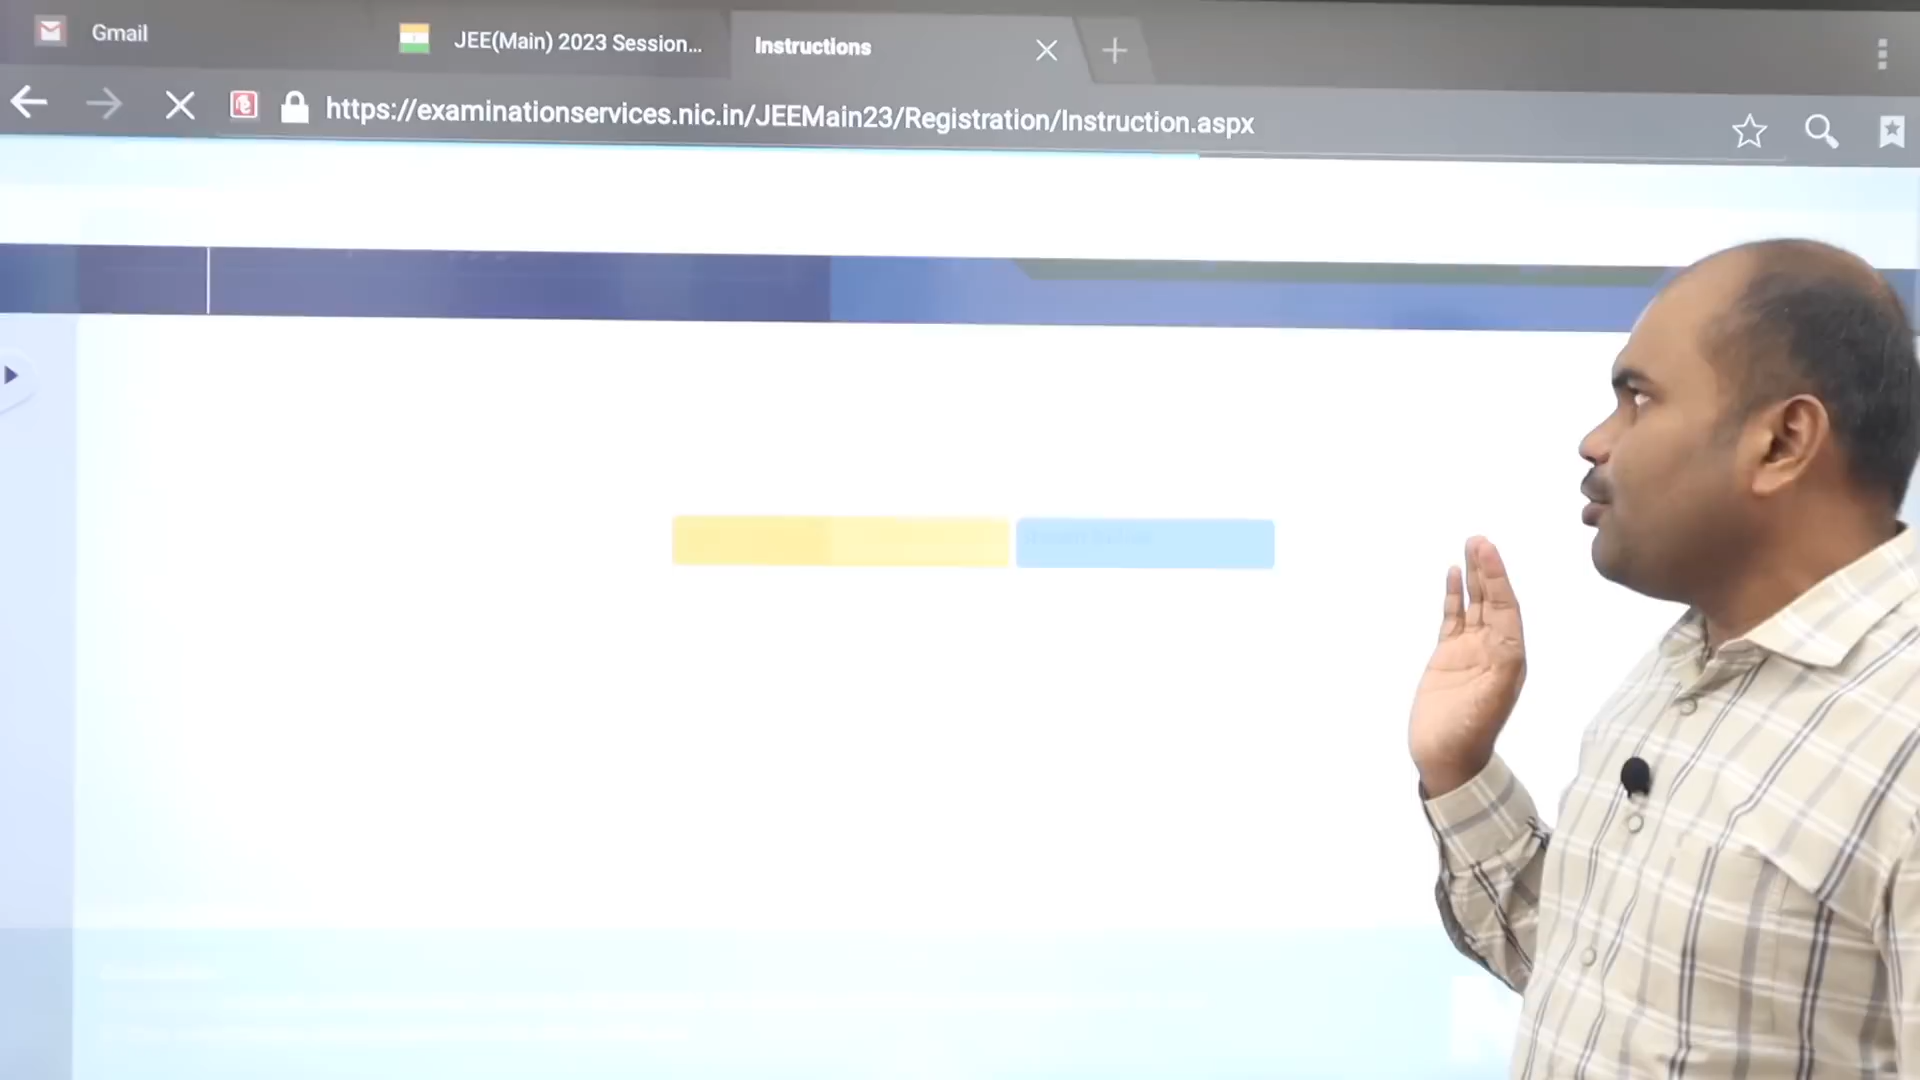 Gmail
JEE(Main) 2023 Session...
Instructions
https://examinationservices.nic.in/JEEMain23/Registration/Instruction.aspx